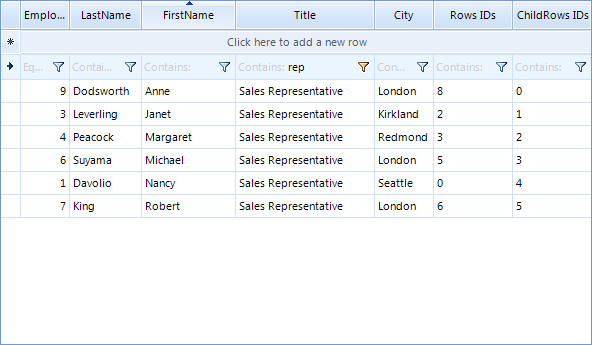 Emplo... LastName FirstName Title City Rows IDs ChildRows IDs
Click here to add a new row
Eq... Contai... Contains: Contains: rep Con... Contains: Contains:
9 Dodsworth Anne Sales Representative London 8 0
3 Leverling Janet Sales Representative Kirkland 2 1
4 Peacock Margaret Sales Representative Redmond 3 2
6 Suyama Michael Sales Representative London 5 3
1 Davolio Nancy Sales Representative Seattle 0 4
7 King Robert Sales Representative London 6 5